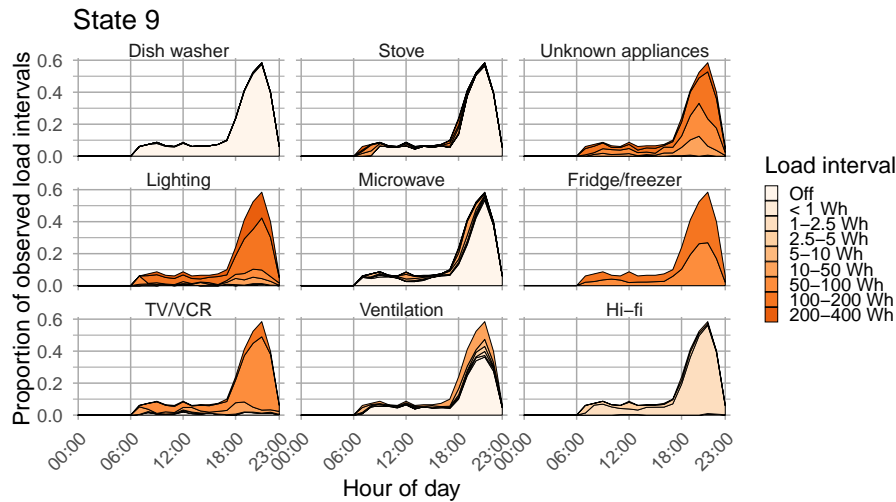 State 9
Proportion of observed load intervals
Dish washer
Stove
Unknown appliances
0.6
0.4
0.2
0.0
Lighting
Microwave
Fridge/freezer
0.6
0.4
0.2
0.0
TV/VCR
Ventilation
Hi−fi
0.6
0.4
0.2
0.0
00:00 06:00 12:00 18:00 23:00 00:00 06:00 12:00 18:00 23:00 00:00 06:00 12:00 18:00 23:00
Hour of day
Load interval
Off
< 1 Wh
1−2.5 Wh
2.5−5 Wh
5−10 Wh
10−50 Wh
50−100 Wh
100−200 Wh
200−400 Wh